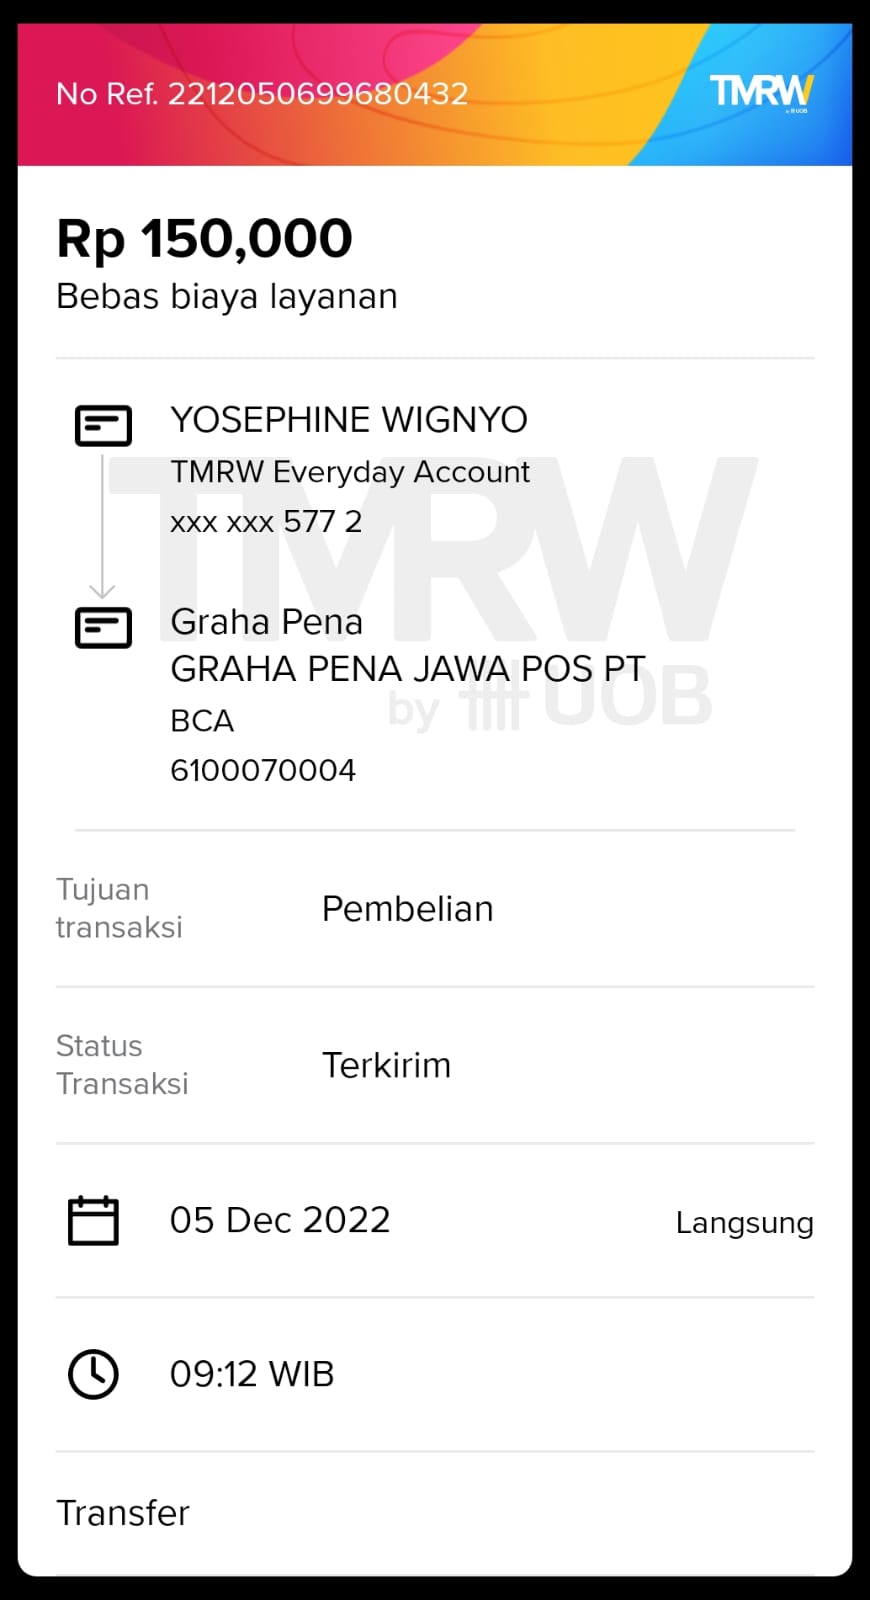 No Ref. 2212050699680432
TMRW
by UOB
Rp 150,000
Bebas biaya layanan
YOSEPHINE WIGNYO
TMRW Everyday Account
xxx xxx 577 2
Graha Pena
GRAHA PENA JAWA POS PT
BCA
6100070004
TMRW
by UOB
Tujuan
transaksi
Pembelian
Status
Transaksi
Terkirim
05 Dec 2022
Langsung
09:12 WIB
Transfer